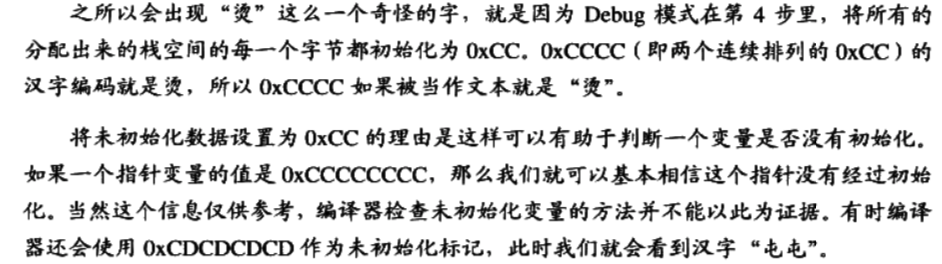 之所以会出现“烫”这么一个奇怪的字，就是因为 Debug 模式在第 4 步里，将所有的
分配出来的栈空间的每一个字节都初始化为 0xCC。0xCCCC（即两个连续排列的 0xCC）的
汉字编码就是烫，所以 0xCCCC 如果被当作文本就是“烫”。
将未初始化数据设置为 0xCC 的理由是这样可以有助于判断一个变量是否没有初始化。
如果一个指针变量的值是 0xCCCCCCCC，那么我们就可以基本相信这个指针没有经过初始
化。当然这个信息仅供参考，编译器检查未初始化变量的方法并不能以此为证据。有时编译
器还会使用 0xCDCDCDCD 作为未初始化标记，此时我们就会看到汉字“屯屯”。